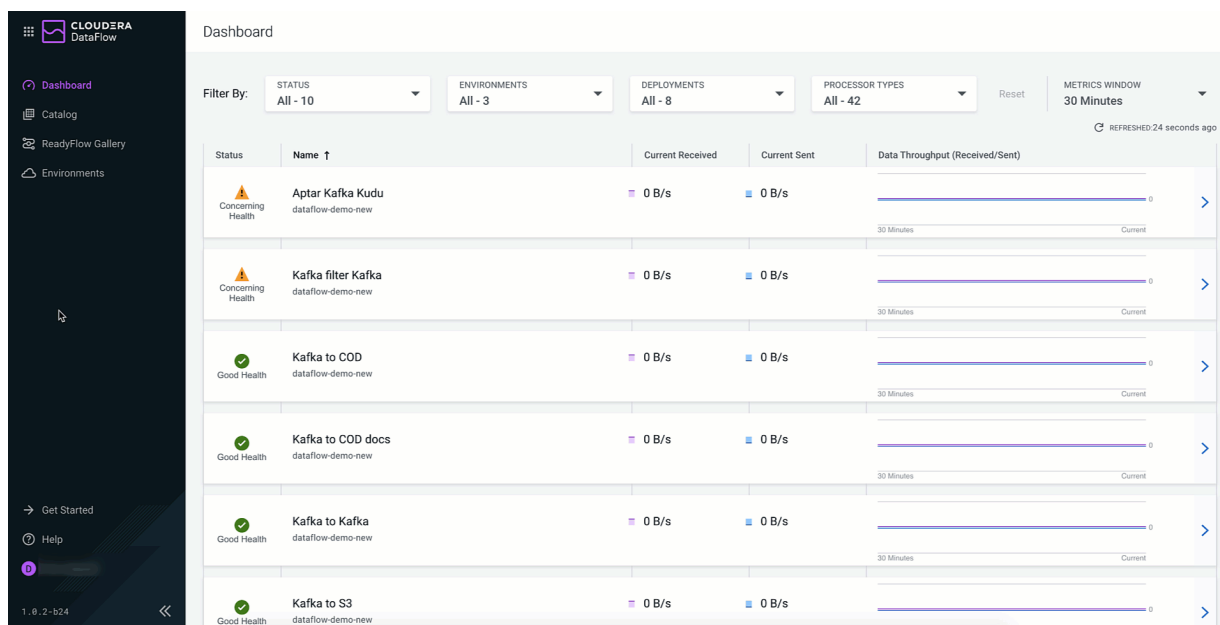 CLOUDERA
DataFlow
Dashboard
Dashboard
Catalog
ReadyFlow Gallery
Environments
Get Started
Help
D
1.0.2-b24
Filter By:
STATUS
All - 10
ENVIRONMENTS
All - 3
DEPLOYMENTS
All - 8
PROCESSOR TYPES
All - 42
Reset
METRICS WINDOW
30 Minutes
REFRESHED:24 seconds ago
Status Name Current Received Current Sent Data Throughput (Received/Sent)
Concerning
Health
Aptar Kafka Kudu
dataflow-demo-new
0 B/s
0 B/s
0
30 Minutes Current
Concerning
Health
Kafka filter Kafka
dataflow-demo-new
0 B/s
0 B/s
0
30 Minutes Current
Good Health
Kafka to COD
dataflow-demo-new
0 B/s
0 B/s
0
30 Minutes Current
Good Health
Kafka to COD docs
dataflow-demo-new
0 B/s
0 B/s
0
30 Minutes Current
Good Health
Kafka to Kafka
dataflow-demo-new
0 B/s
0 B/s
0
30 Minutes Current
Good Health
Kafka to S3
dataflow-demo-new
0 B/s
0 B/s
0